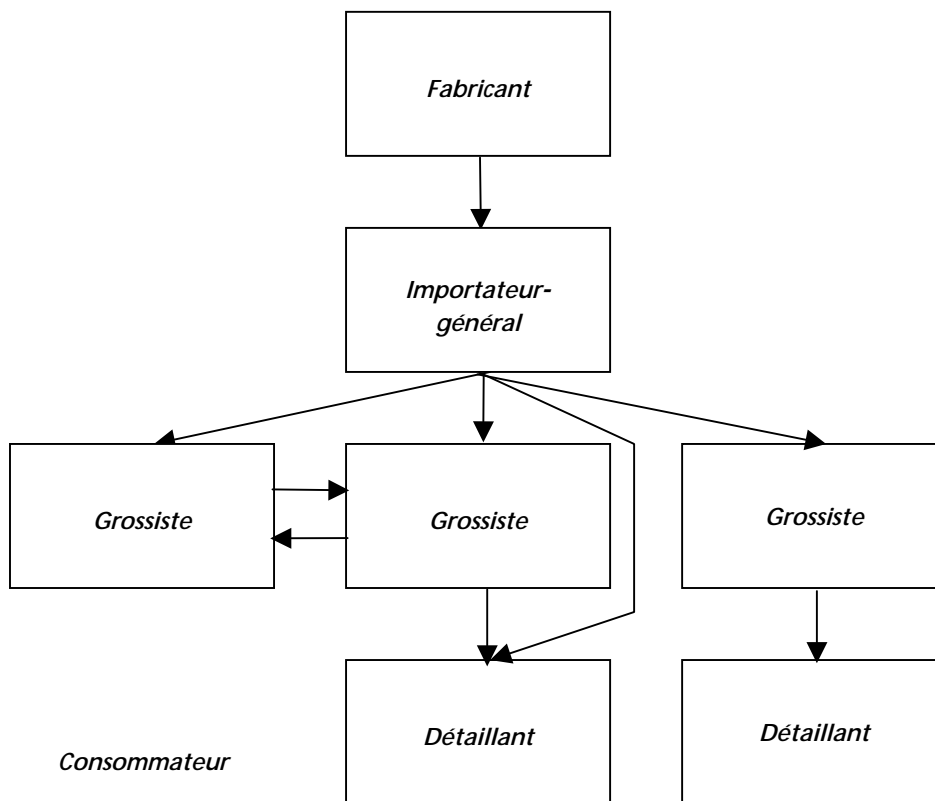 Fabricant
Importateur-
général
Grossiste
Grossiste
Grossiste
Détaillant
Détaillant
Consommateur